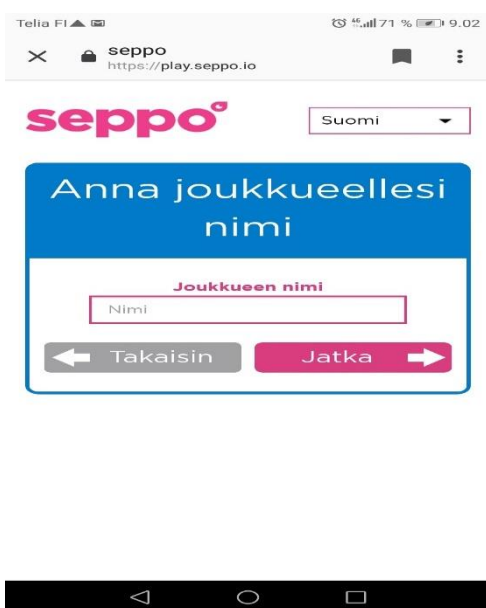 Telia FI 71 % 9.02
seppo
https://play.seppo.io
seppo
Suomi
Anna joukkueellesi
nimi
Joukkueen nimi
Nimi
Takaisin
Jatka